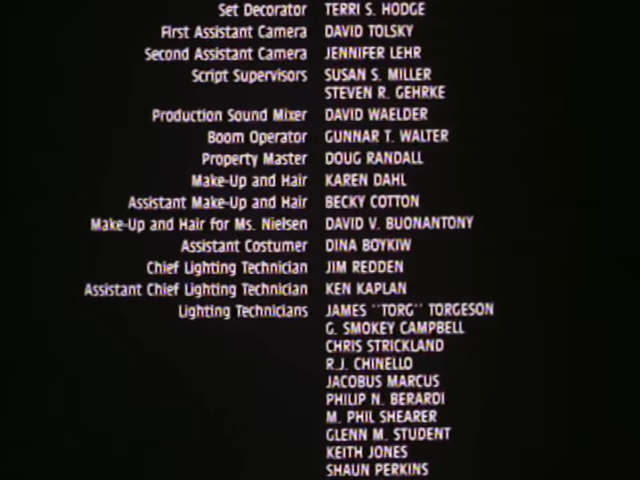 Set Decorator TERRI S. HODGE
First Assistant Camera DAVID TOLSKY
Second Assistant Camera JENNIFER LEHR
Script Supervisors SUSAN S. MILLER
STEVEN R. GEHRKE
Production Sound Mixer DAVID WAELDER
Boom Operator GUNNAR T. WALTER
Property Master DOUG RANDALL
Make-Up and Hair KAREN DAHL
Assistant Make-Up and Hair BECKY COTTON
Make-Up and Hair for Ms. Nielsen DAVID V. BUONANTONY
Assistant Costumer DINA BOYKIW
Chief Lighting Technician JIM REDDEN
Assistant Chief Lighting Technician KEN KAPLAN
Lighting Technicians JAMES "TORG" TORGESON
G. SMOKEY CAMPBELL
CHRIS STRICKLAND
R.J. CHINELLO
JACOBUS MARCUS
PHILIP N. BERARDI
M. PHIL SHEARER
GLENN M. STUDENT
KEITH JONES
SHAUN PERKINS